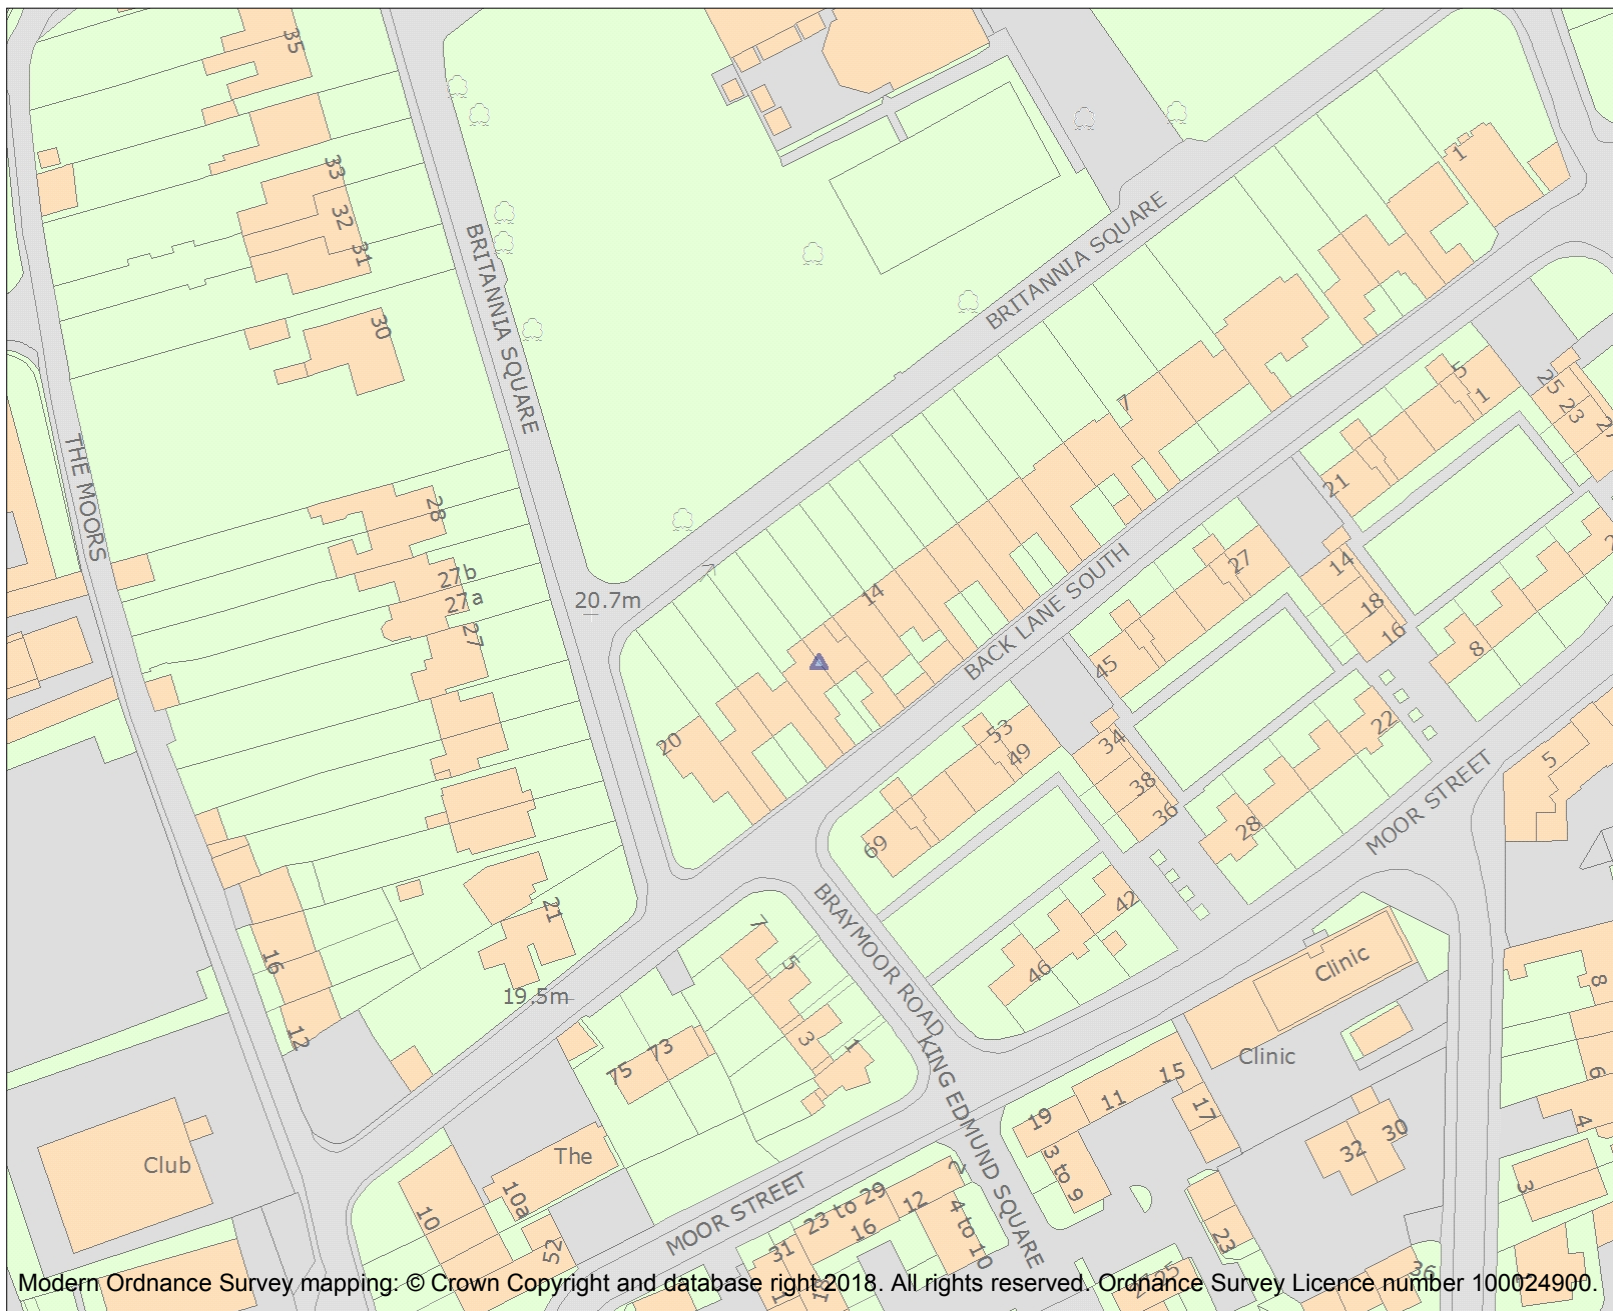 35
33
32
31
30
BRITANNIA SQUARE
BRITANNIA SQUARE
1
THE MOORS
28
27b
27a
27
20.7m
7
14
BACK LANE SOUTH
5
1
25
23
21
27
14
18
16
8
45
20
53
49
34
38
36
22
28
69
MOOR STREET
5
42
46
21
16
12
19.5m
7
5
3
1
BRAYMOOR ROAD
KING EDMUND SQUARE
75
73
Clinic
Clinic
8
6
4
3
15
11
17
19
3 to 9
32
30
Club
The
10a
10
52
MOOR STREET
2
23 to 29
12
16
4 to 10
31
23
36
Modern Ordnance Survey mapping: © Crown Copyright and database right 2018. All rights reserved. Ordnance Survey Licence number 100024900.